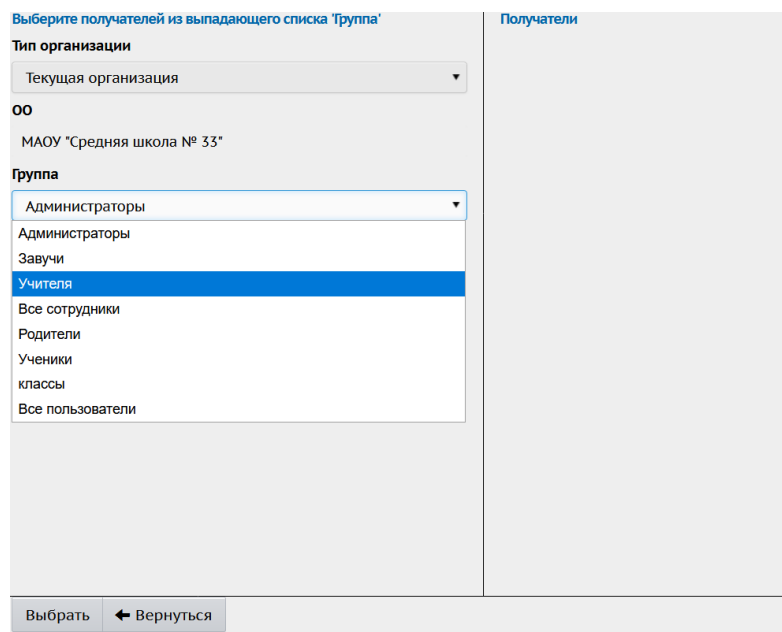 Выберите получателей из выпадающего списка 'Группа'
Тип организации
Текущая организация
ОО
МАОУ "Средняя школа № 33"
Группа
Администраторы
Администраторы
Завучи
Учителя
Все сотрудники
Родители
Ученики
классы
Все пользователи
Получатели
Выбрать
Вернуться